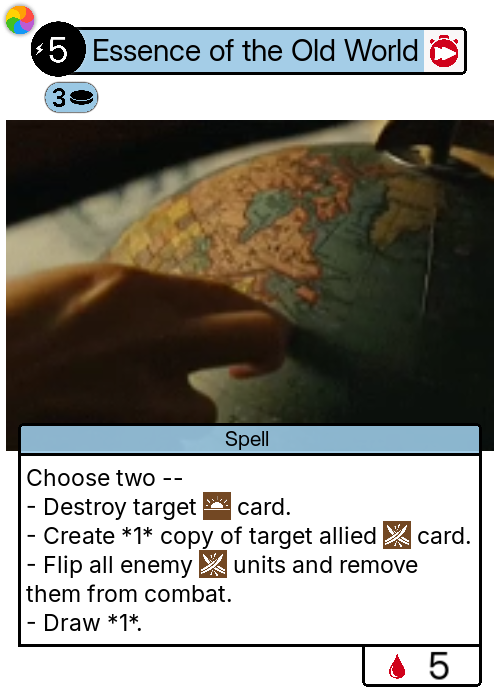 5 Essence of the Old World
3
Spell
Choose two --
- Destroy target card.
- Create *1* copy of target allied card.
- Flip all enemy units and remove
them from combat.
- Draw *1*.
5